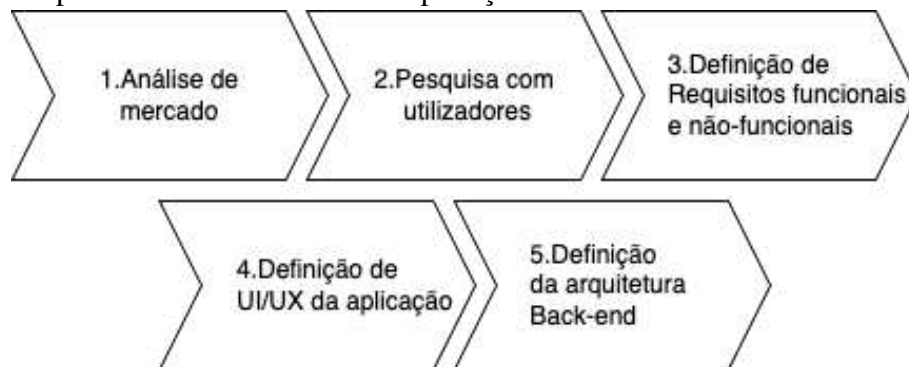 1.Análise de
mercado
2.Pesquisa com
utilizadores
3.Definição de
Requisitos funcionais
e não-funcionais
4.Definição de
UI/UX da aplicação
5.Definição
da arquitetura
Back-end